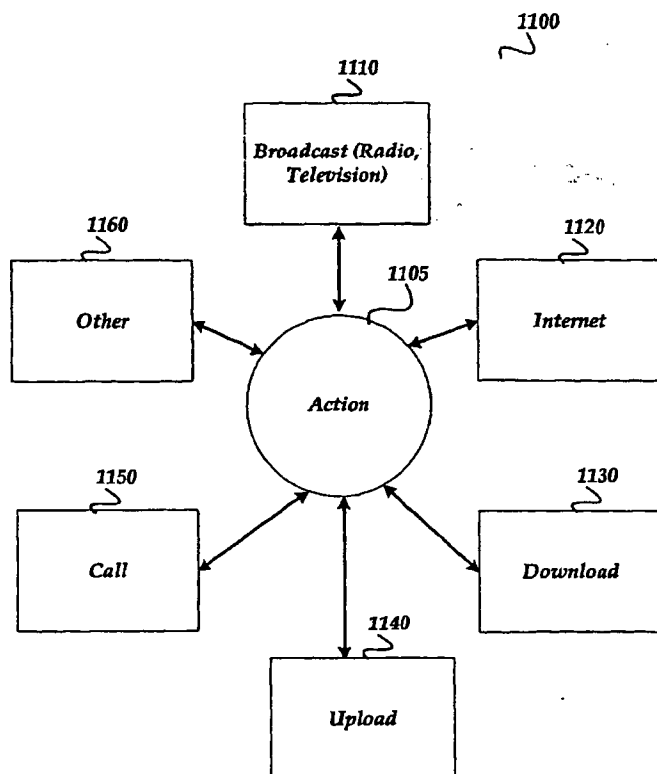 1100
1110
Broadcast (Radio,
Television)
1160
1120
1105
Other
Internet
Action
1150
1130
Call
Download
1140
Upload